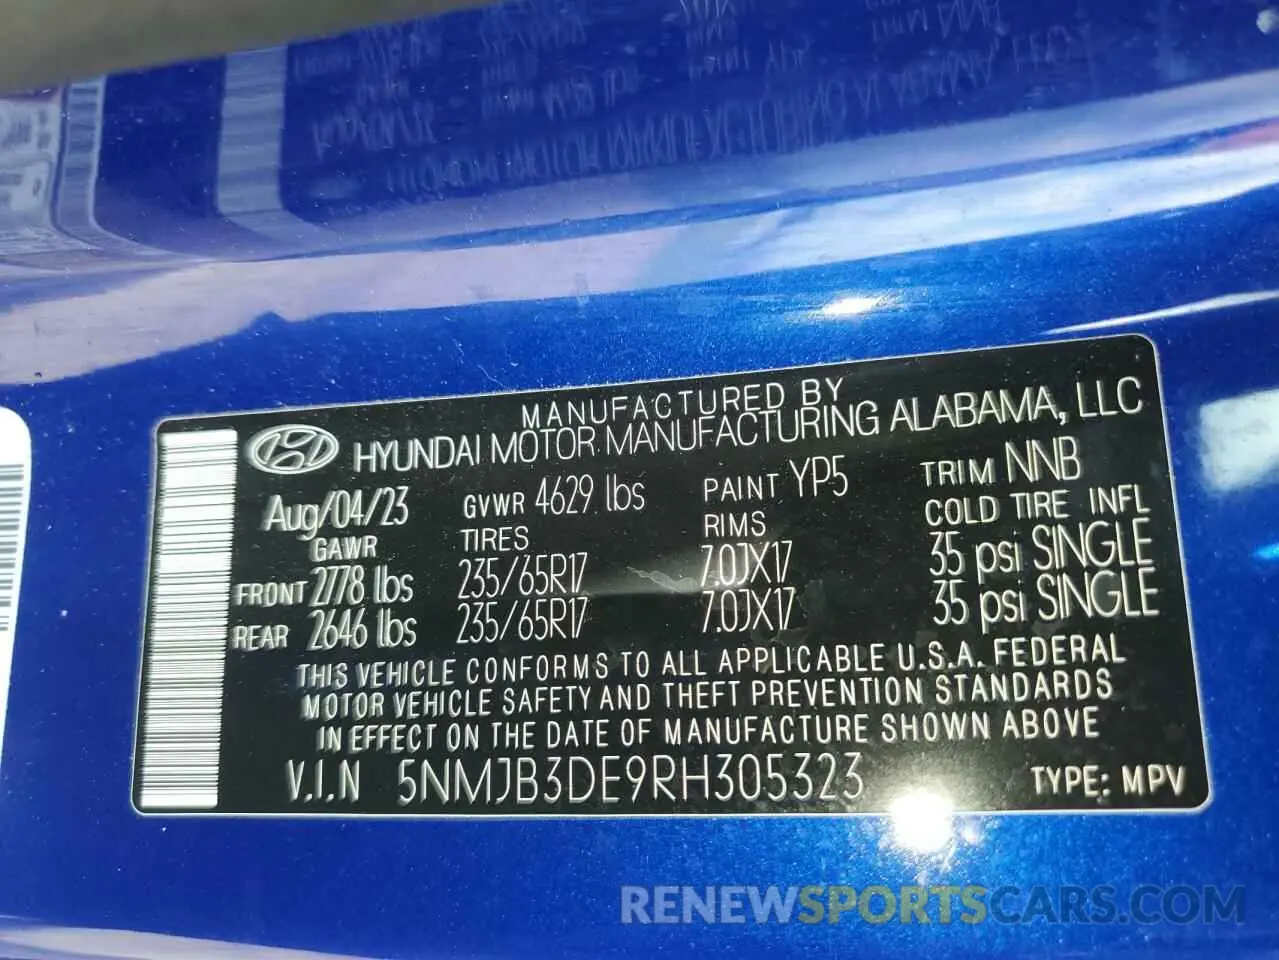 MANUFACTURED BY
HYUNDAI MOTOR MANUFACTURING ALABAMA, LLC
Aug/04/23 GVWR 4629 lbs PAINT YP5 TRIM NNB
GAWR TIRES RIMS COLD TIRE INFL
FRONT 2778 lbs 235/65R17 7.0JX17 35 psi SINGLE
REAR 2646 lbs 235/65R17 7.0JX17 35 psi SINGLE
THIS VEHICLE CONFORMS TO ALL APPLICABLE U.S.A. FEDERAL
MOTOR VEHICLE SAFETY AND THEFT PREVENTION STANDARDS
IN EFFECT ON THE DATE OF MANUFACTURE SHOWN ABOVE
V.I.N 5NMJB3DE9RH305323 TYPE: MPV
RENEWSPORTSCARS.COM